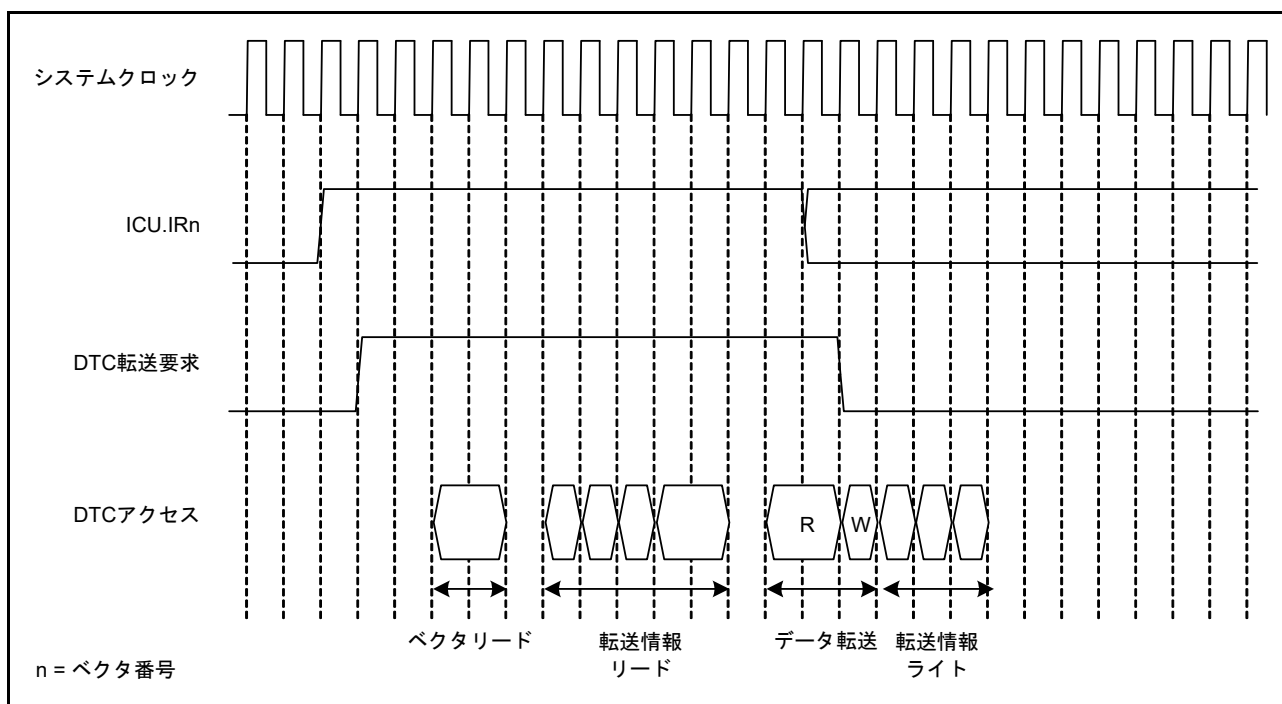 システムクロック
ICU.IRn
DTC転送要求
DTCアクセス
R
W
ベクタリード
転送情報
リード
データ転送
転送情報
ライト
n = ベクタ番号